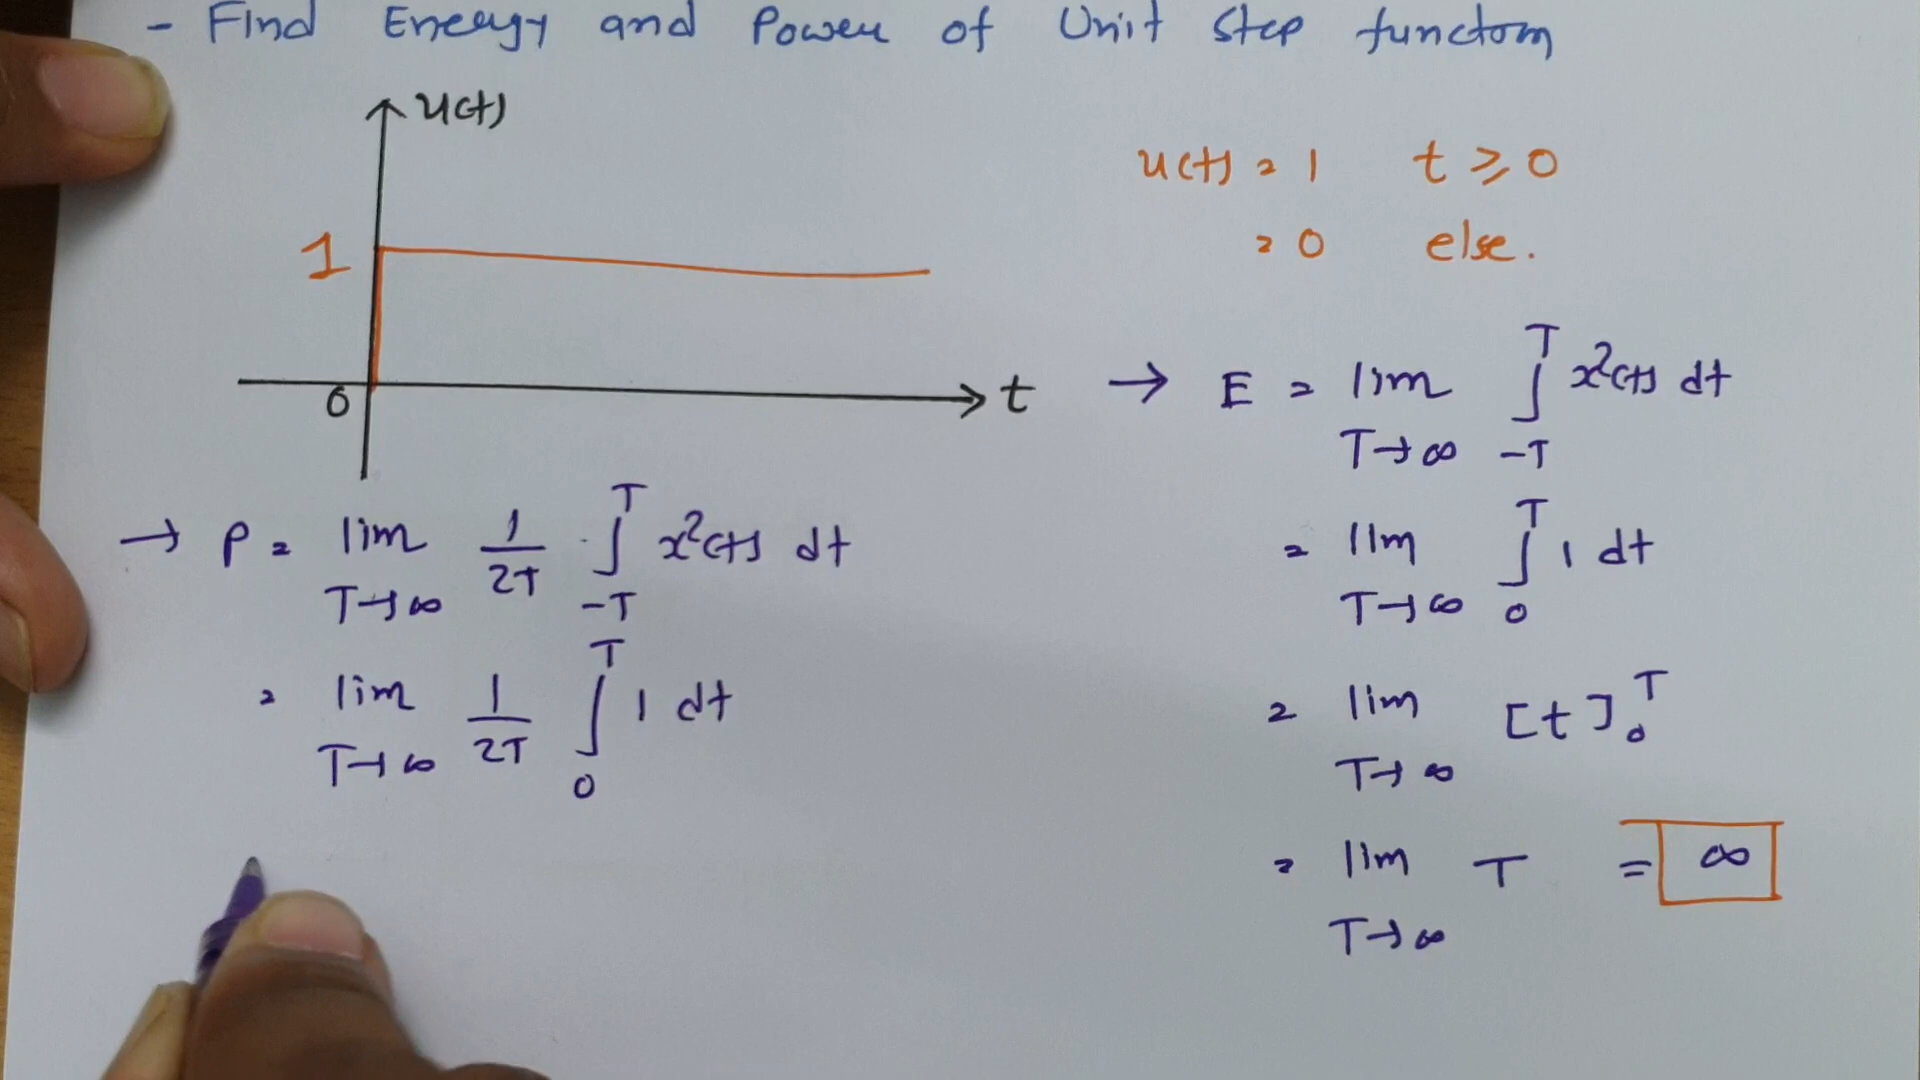 - Find Energy and Power of Unit Step function
u(t)
1
0
t
u(t) = 1 t ≥ 0
= 0 else.
→ E = lim T→∞ ∫_{-T}^{T} x²(t) dt
= lim T→∞ ∫_{0}^{T} 1 dt
= lim T→∞ [t]_{0}^{T}
= lim T→∞ T = ∞
→ P = lim T→∞ 1/2T ∫_{-T}^{T} x²(t) dt
= lim T→∞ 1/2T ∫_{0}^{T} 1 dt